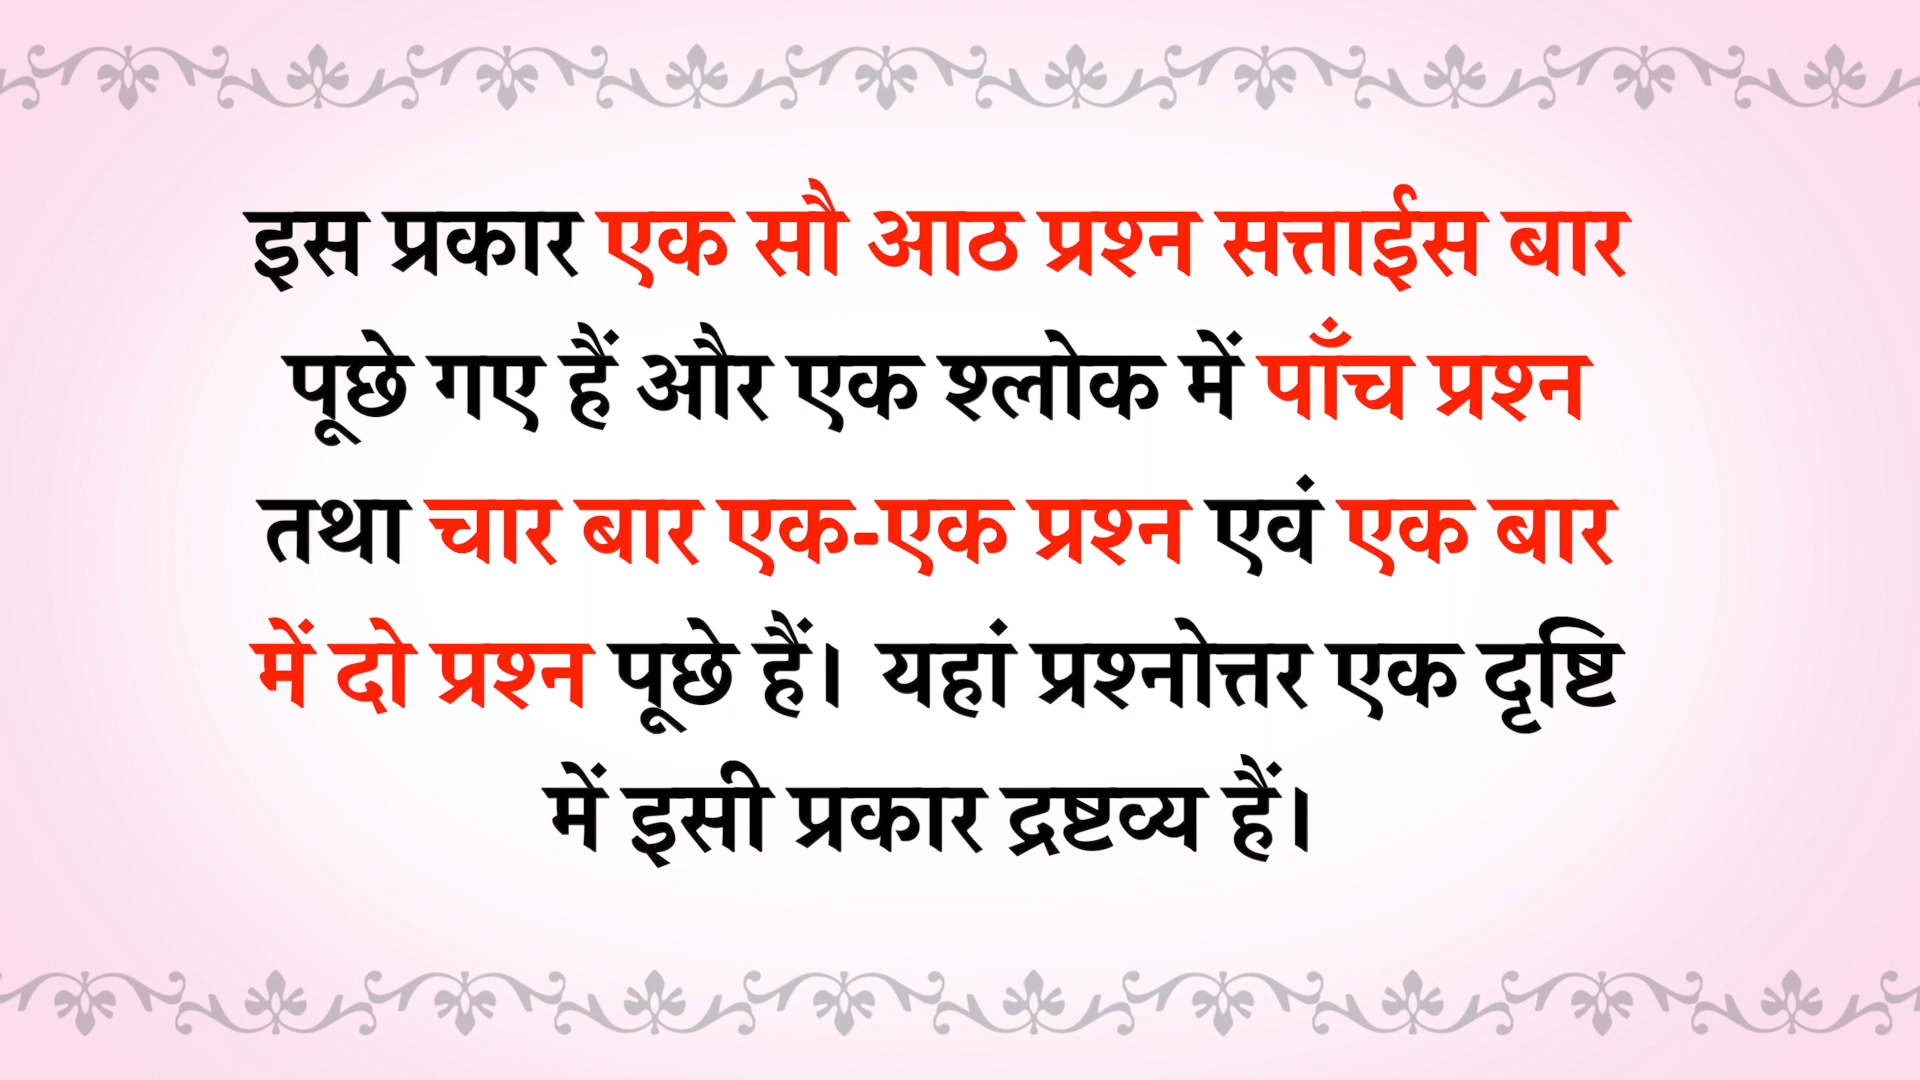 इस प्रकार एक सौ आठ प्रश्न सत्ताईस बार
पूछे गए हैं और एक श्लोक में पाँच प्रश्न
तथा चार बार एक-एक प्रश्न एवं एक बार
में दो प्रश्न पूछे हैं। यहां प्रश्नोत्तर एक दृष्टि
में इसी प्रकार द्रष्टव्य हैं।